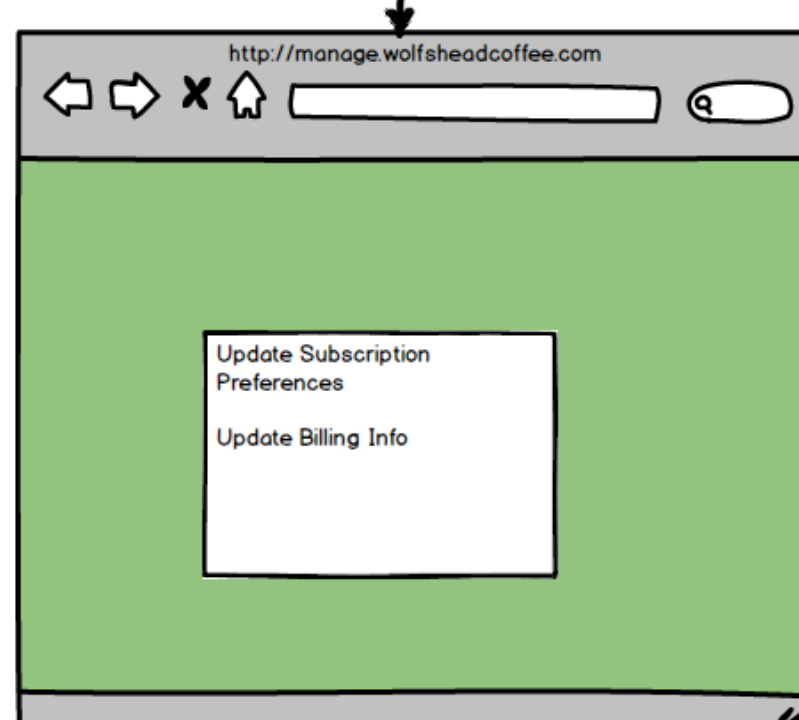 http://manage.wolfsheadcoffee.com
Update Subscription
Preferences
Update Billing Info